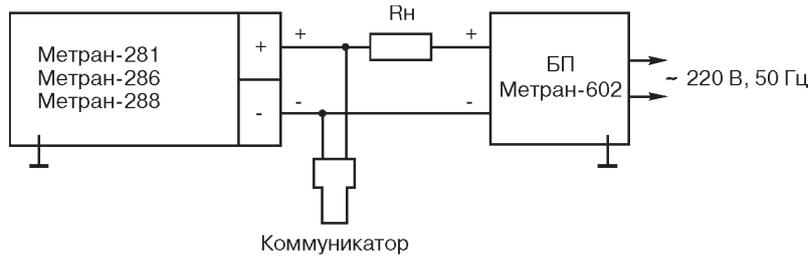 Rн
+ + +
Метран-281
Метран-286
Метран-288
БП
Метран-602
~ 220 В, 50 Гц
- - -
Коммуникатор